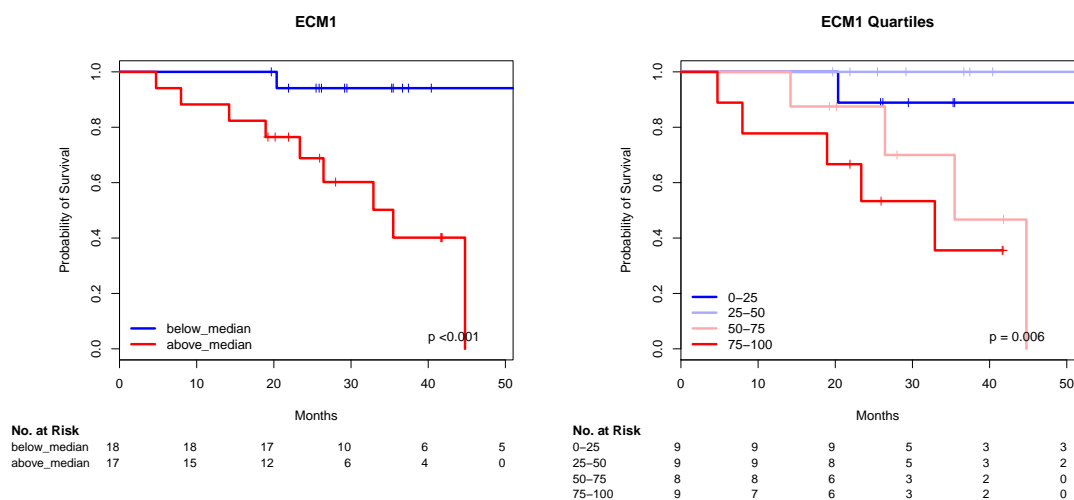 ECM1
Probability of Survival
1.0
0.8
0.6
0.4
0.2
0.0
below_median
above_median
p <0.001
0 10 20 30 40 50
Months
No. at Risk
below_median 18 18 17 10 6 5
above_median 17 15 12 6 4 0
ECM1 Quartiles
Probability of Survival
1.0
0.8
0.6
0.4
0.2
0.0
0−25
25−50
50−75
75−100
p = 0.006
0 10 20 30 40 50
Months
No. at Risk
0−25 9 9 9 5 3 3
25−50 9 9 8 5 3 2
50−75 8 8 6 3 2 0
75−100 9 7 6 3 2 0